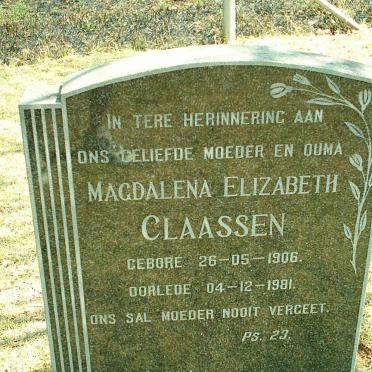 IN TERE HERINNERING AAN
ONS GELIEFDE MOEDER EN OUMA
MAGDALENA ELIZABETH
CLAASSEN
GEBORE 26-05-1906.
OORLEDE 04-12-1981.
ONS SAL MOEDER NOOIT VERGEET.
PS. 23.